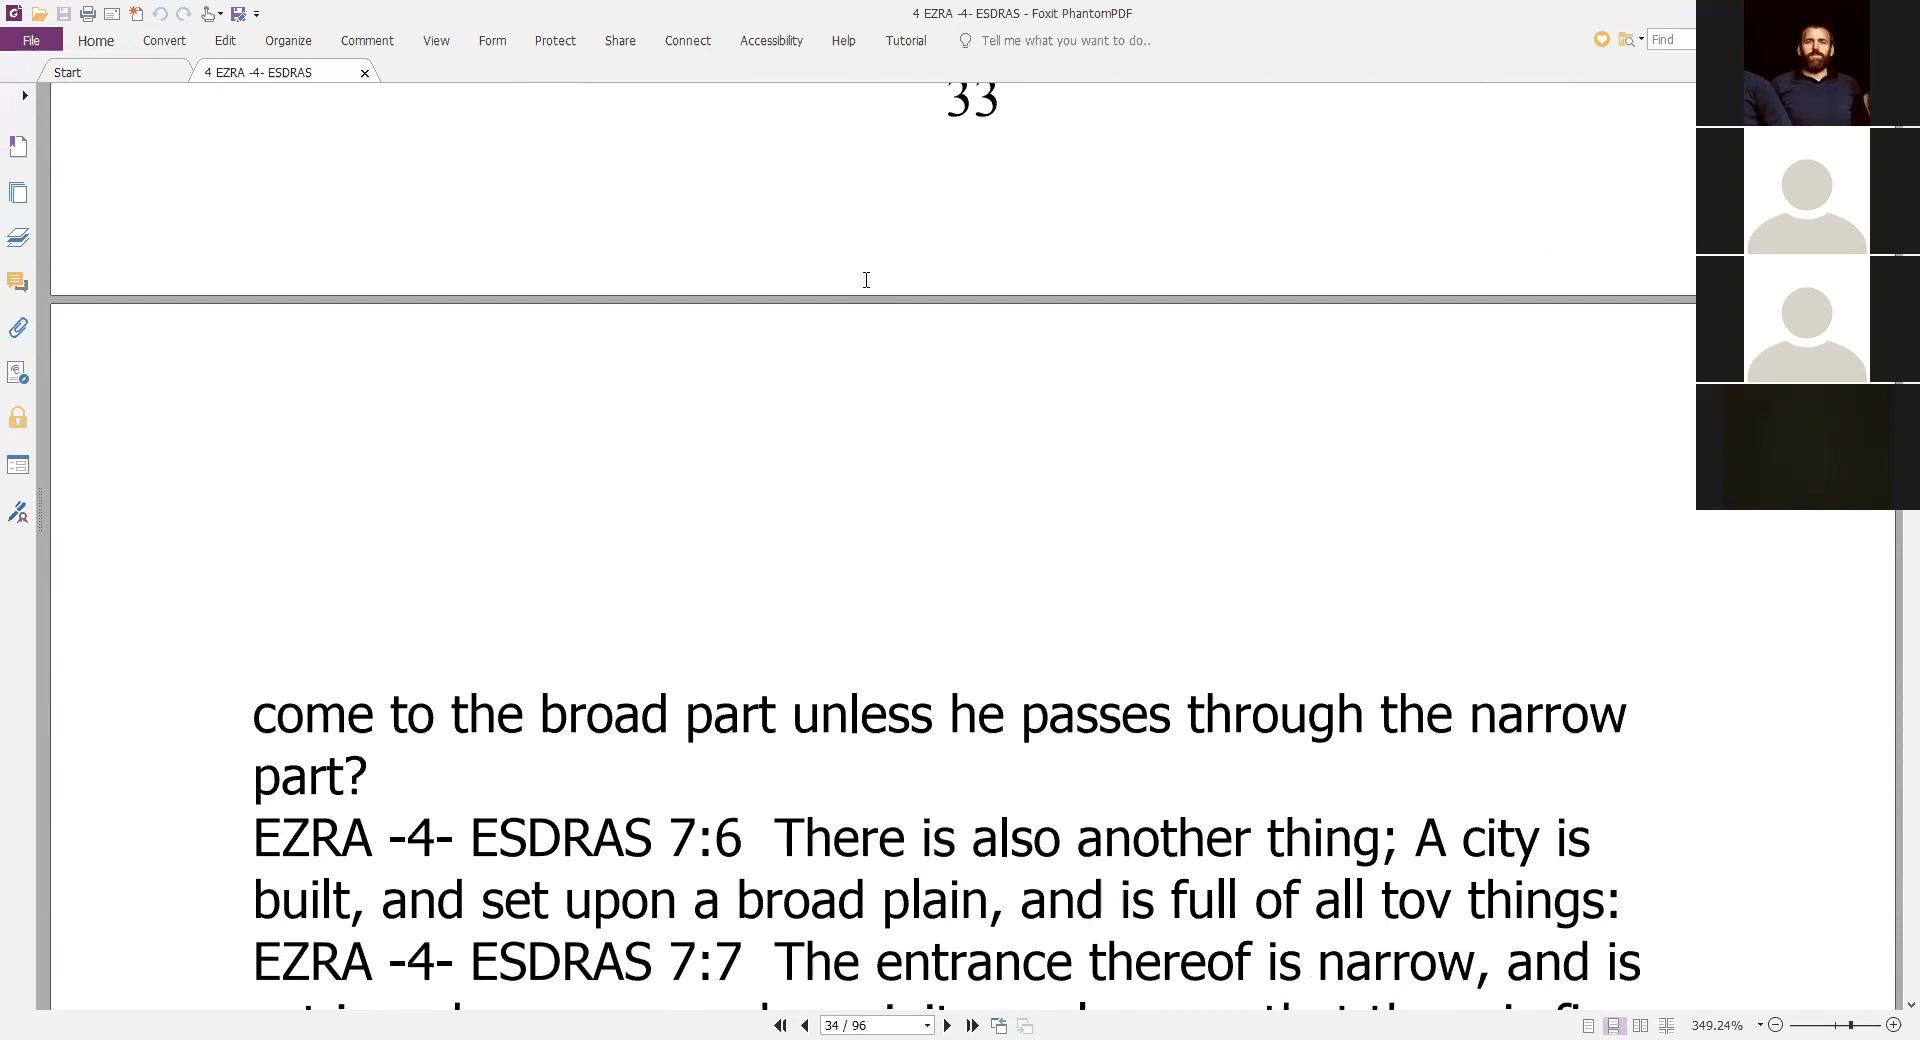 4 EZRA -4- ESDRAS - Foxit PhantomPDF
File Home Convert Edit Organize Comment View Form Protect Share Connect Accessibility Help Tutorial Tell me what you want to do.. Find
Start 4 EZRA -4- ESDRAS
33
come to the broad part unless he passes through the narrow
part?
EZRA -4- ESDRAS 7:6 There is also another thing; A city is
built, and set upon a broad plain, and is full of all tov things:
EZRA -4- ESDRAS 7:7 The entrance thereof is narrow, and is
34 / 96 349.24%